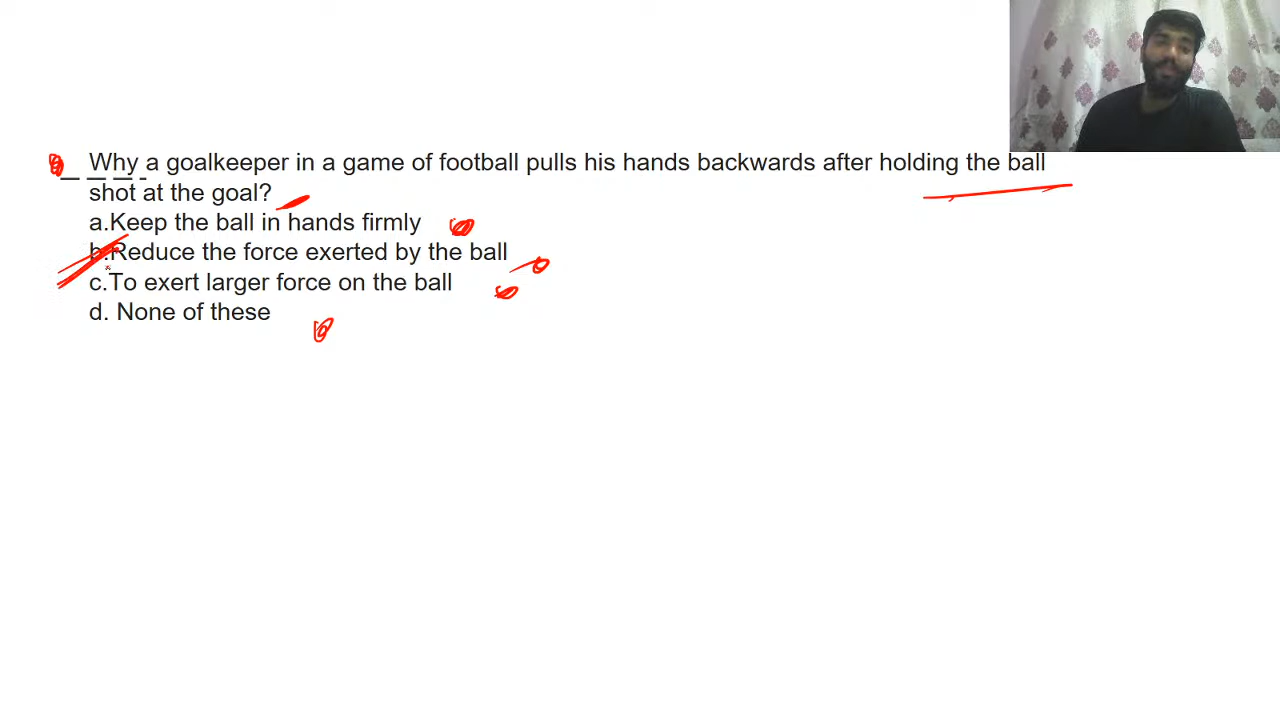 Why a goalkeeper in a game of football pulls his hands backwards after holding the ball
shot at the goal?
a.Keep the ball in hands firmly
b.Reduce the force exerted by the ball
c.To exert larger force on the ball
d. None of these